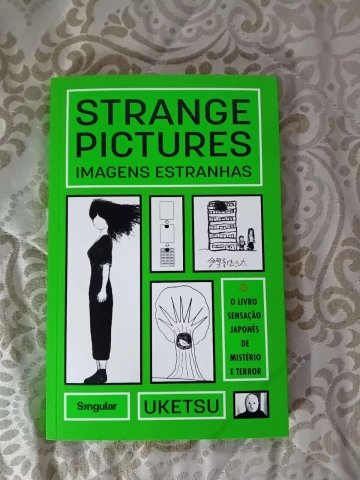 STRANGE
PICTURES
IMAGENS ESTRANHAS
O LIVRO
SENSAÇÃO
JAPONÊS
DE
MISTÉRIO
E TERROR
Singular
UKETSU